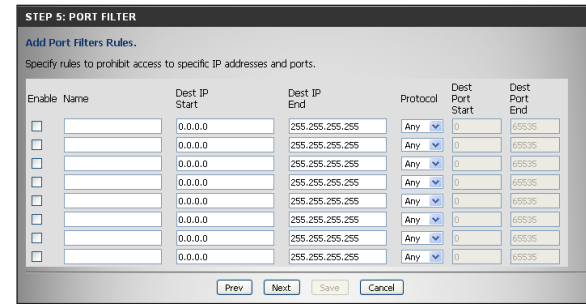 STEP 5: PORT FILTER
Add Port Filters Rules.
Specify rules to prohibit access to specific IP addresses and ports.
Enable Name Dest IP Start Dest IP End Protocol Dest Port Start Dest Port End
0.0.0.0 255.255.255.255 Any 0 65535
0.0.0.0 255.255.255.255 Any 0 65535
0.0.0.0 255.255.255.255 Any 0 65535
0.0.0.0 255.255.255.255 Any 0 65535
0.0.0.0 255.255.255.255 Any 0 65535
0.0.0.0 255.255.255.255 Any 0 65535
0.0.0.0 255.255.255.255 Any 0 65535
0.0.0.0 255.255.255.255 Any 0 65535
Prev Next Save Cancel